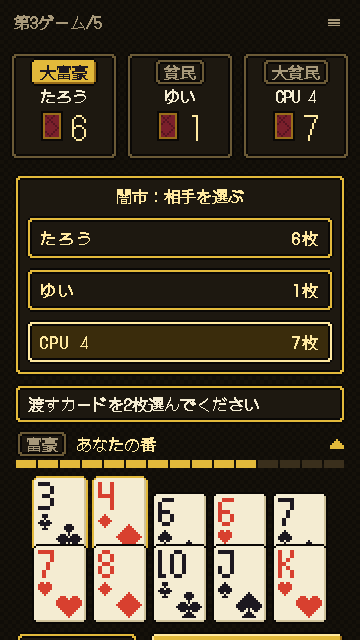 第3ゲーム/5
大富豪 貧民 大貧民
たろう ゆい CPU 4
6 1 7
闇市：相手を選ぶ
たろう 6枚
ゆい 1枚
CPU 4 7枚
渡すカードを2枚選んでください
富豪 あなたの番
3 4 6 6 7
7 8 10 J K